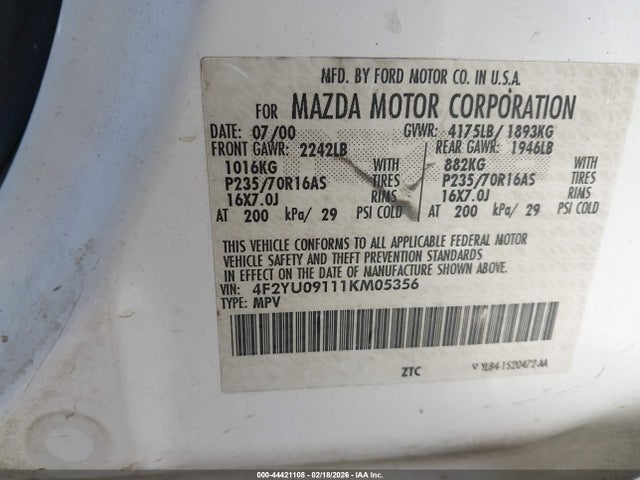 MFD. BY FORD MOTOR CO. IN U.S.A.
FOR MAZDA MOTOR CORPORATION
DATE: 07/00 GVWR: 4175LB/ 1893KG
FRONT GAWR: 2242LB REAR GAWR: 1946LB
1016KG WITH 882KG WITH
P235/70R16AS TIRES P235/70R16AS TIRES
16X7.0J RIMS 16X7.0J RIMS
AT 200 kPa/ 29 PSI COLD AT 200 kPa/ 29 PSI COLD
THIS VEHICLE CONFORMS TO ALL APPLICABLE FEDERAL MOTOR
VEHICLE SAFETY AND THEFT PREVENTION STANDARDS
IN EFFECT ON THE DATE OF MANUFACTURE SHOWN ABOVE.
VIN: 4F2YU09111KM05356
TYPE: MPV
ZTC YL84-1520472-AA
000-44421108 - 02/18/2026 - IAA Inc.